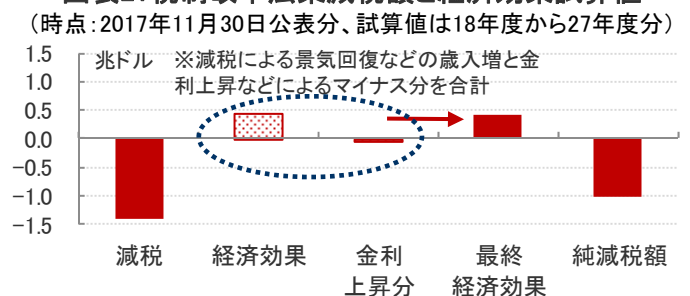 (時点:2017年11月30日公表分、試算値は18年度から27年度分)
兆ドル ※減税による景気回復などの歳入増と金
利上昇などによるマイナス分を合計
1.5
1.0
0.5
0.0
−0.5
−1.0
−1.5
減税 経済効果 金利 最終 純減税額
上昇分 経済効果